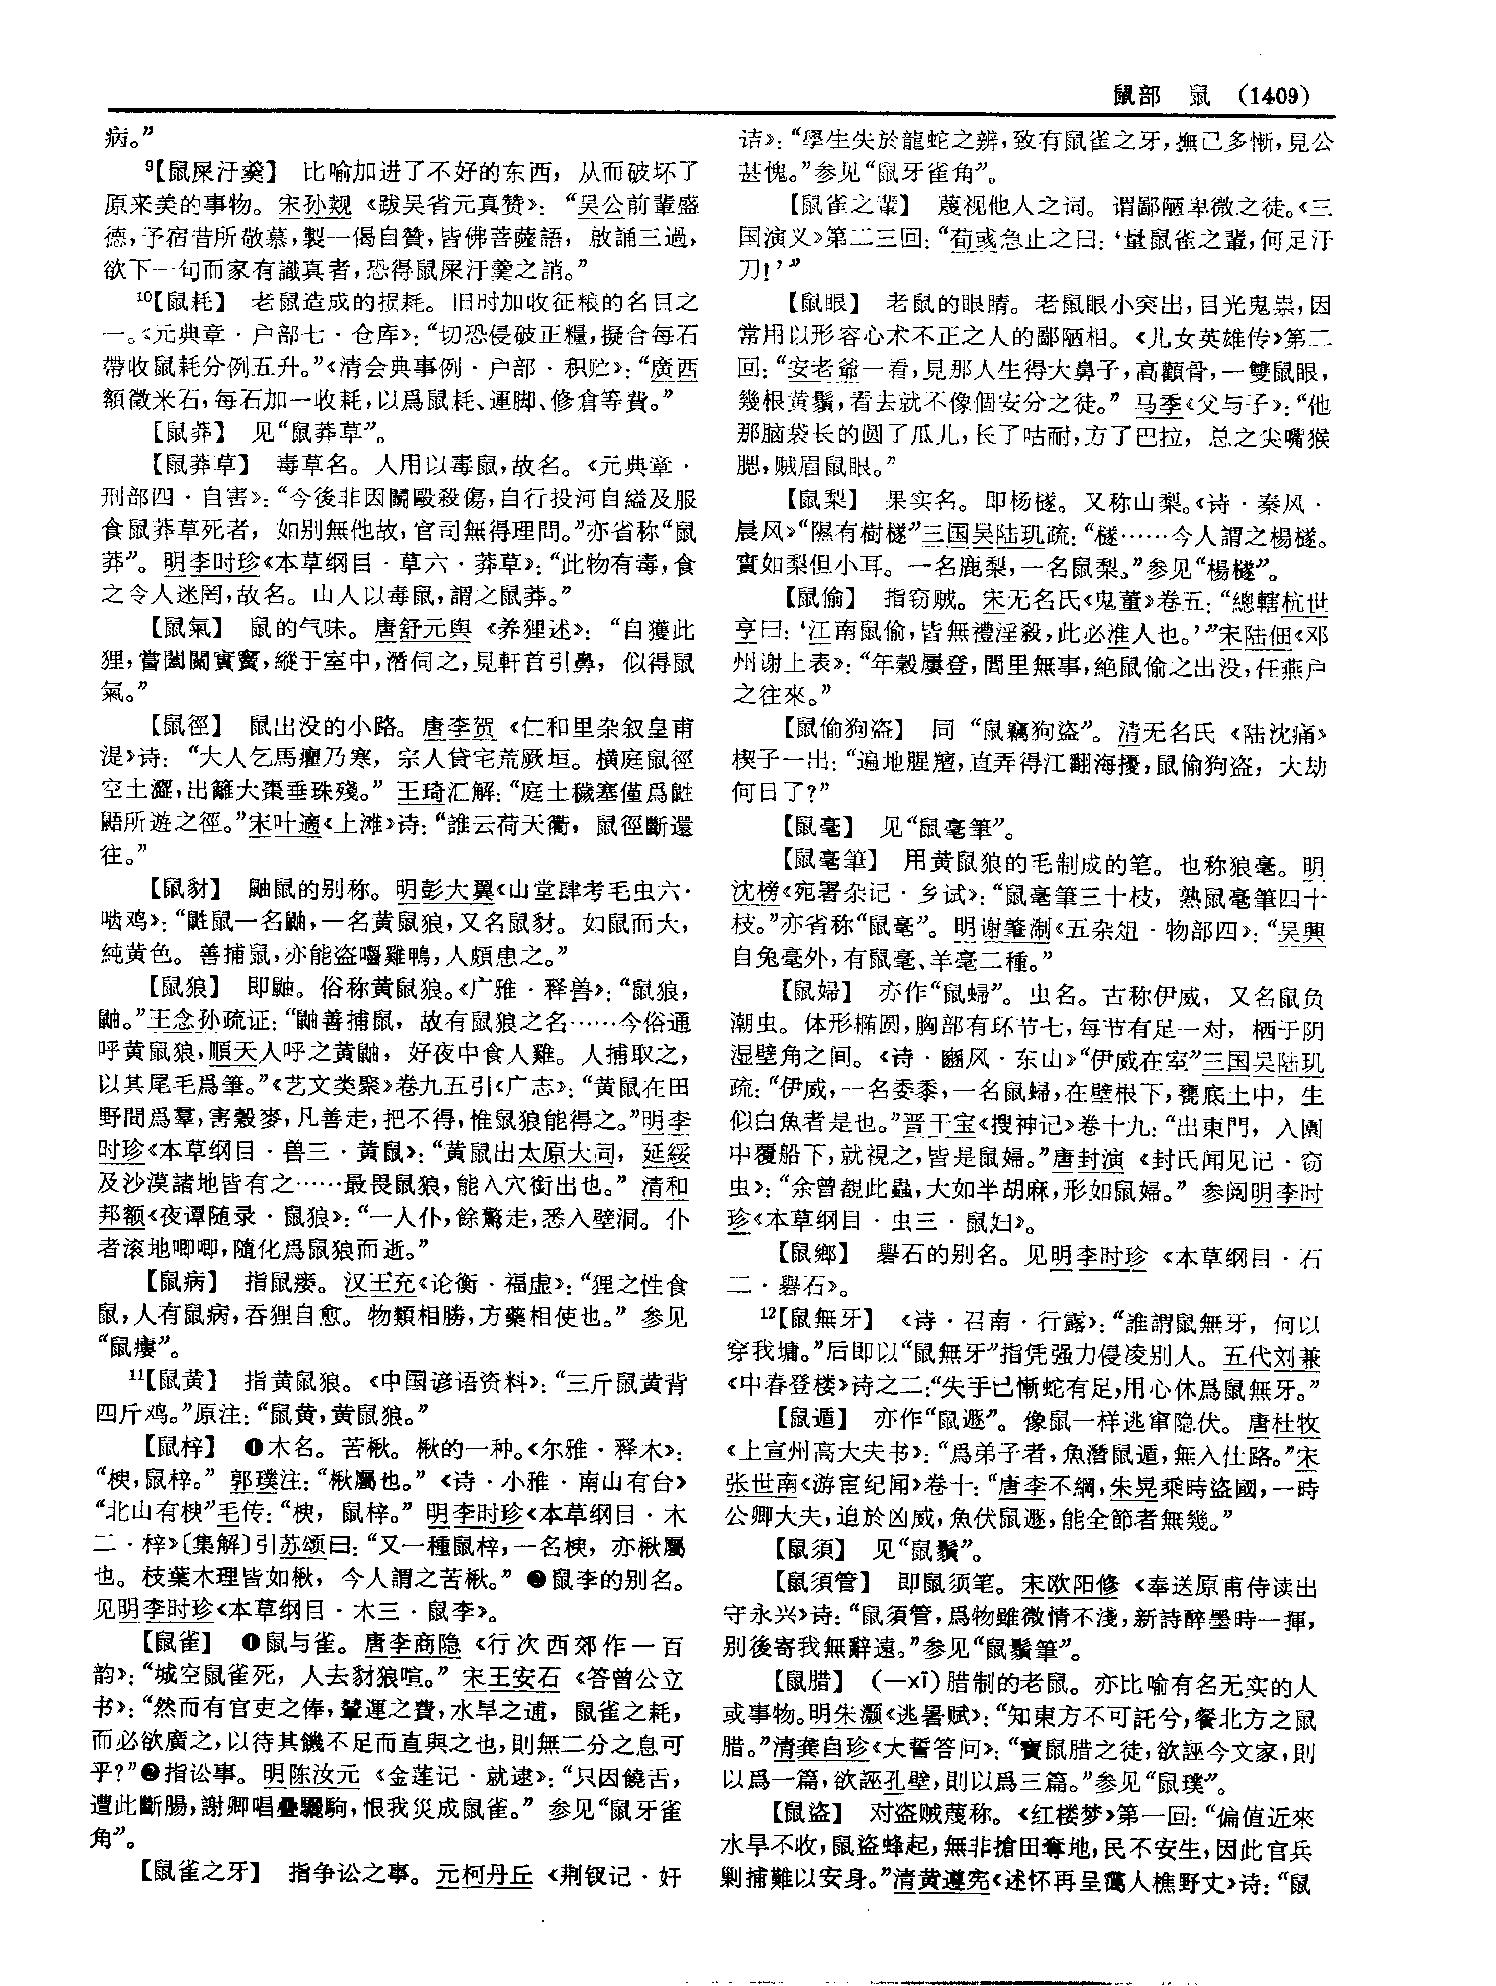 鼠部　鼠　(1409)
病。”
⁹【鼠屎汙羹】　比喻加进了不好的东西，从而破坏了
原来美的事物。宋孙觌《跋吴省元真赞》：“吴公前輩盛
德，予宿昔所敬慕，製一偈自贊，皆佛菩薩語，啟誦三過，
欲下一句而家有識真者，恐得鼠屎汙羹之誚。”
¹⁰【鼠耗】　老鼠造成的损耗。旧时加收征粮的名目之
一。《元典章·户部七·仓库》：“切恐侵破正糧，擬合每石
帶收鼠耗分例五升。”《清会典事例·户部·积贮》：“廣西
額徵米石，每石加一收耗，以爲鼠耗、運脚、修倉等費。”
【鼠莽】　见“鼠莽草”。
【鼠莽草】　毒草名。人用以毒鼠，故名。《元典章·
刑部四·自害》：“今後非因鬭毆殺傷，自行投河自縊及服
食鼠莽草死者，如别無他故，官司無得理問。”亦省称“鼠
莽”。明李时珍《本草纲目·草六·莽草》：“此物有毒，食
之令人迷罔，故名。山人以毒鼠，謂之鼠莽。”
【鼠氣】　鼠的气味。唐舒元舆《养狸述》：“自獲此
狸，嘗闔關實竇，縱于室中，潛伺之，見軒首引鼻，似得鼠
氣。”
【鼠徑】　鼠出没的小路。唐李贺《仁和里杂叙皇甫
湜》诗：“大人乞馬癯乃寒，宗人貸宅荒厥垣。横庭鼠徑
空土澀，出籬大棗垂珠殘。”王琦汇解：“庭土穢塞僅爲鼪
鼯所遊之徑。”宋叶適《上滩》诗：“誰云荷天衢，鼠徑斷還
往。”
【鼠豺】　鼬鼠的别称。明彭大翼《山堂肆考毛虫六·
啮鸡》：“鼪鼠一名鼬，一名黄鼠狼，又名鼠豺。如鼠而大，
純黄色。善捕鼠，亦能盗嚙雞鴨，人頗患之。”
【鼠狼】　即鼬。俗称黄鼠狼。《广雅·释兽》：“鼠狼，
鼬。”王念孙疏证：“鼬善捕鼠，故有鼠狼之名……今俗通
呼黄鼠狼，順天人呼之黄鼬，好夜中食人雞。人捕取之，
以其尾毛爲筆。”《艺文类聚》卷九五引《广志》：“黄鼠在田
野間爲羣，害穀麥，凡善走，把不得，惟鼠狼能得之。”明李
时珍《本草纲目·兽三·黄鼠》：“黄鼠出太原大同，延綏
及沙漠諸地皆有之……最畏鼠狼，能入穴銜出也。”清和
邦额《夜谭随录·鼠狼》：“一人仆，餘驚走，悉入壁洞。仆
者滚地唧唧，隨化爲鼠狼而逝。”
【鼠病】　指鼠瘘。汉王充《论衡·福虚》：“狸之性食
鼠，人有鼠病，吞狸自愈。物類相勝，方藥相使也。”参见
“鼠瘻”。
¹¹【鼠黄】　指黄鼠狼。《中国谚语资料》：“三斤鼠黄背
四斤鸡。”原注：“鼠黄，黄鼠狼。”
【鼠梓】　❶木名。苦楸。楸的一种。《尔雅·释木》：
“楰，鼠梓。”郭璞注：“楸屬也。”《诗·小雅·南山有台》
“北山有楰”毛传：“楰，鼠梓。”明李时珍《本草纲目·木
二·梓》〔集解〕引苏颂曰：“又一種鼠梓，一名楰，亦楸屬
也。枝葉木理皆如楸，今人謂之苦楸。”❷鼠李的别名。
见明李时珍《本草纲目·木三·鼠李》。
【鼠雀】　❶鼠与雀。唐李商隐《行次西郊作一百
韵》：“城空鼠雀死，人去豺狼喧。”宋王安石《答曾公立
书》：“然而有官吏之俸，輦運之費，水旱之逋，鼠雀之耗，
而必欲廣之，以待其饑不足而直與之也，則無二分之息可
乎？”❷指讼事。明陈汝元《金莲记·就逮》：“只因饒舌，
遭此斷腸，謝卿唱疊驪駒，恨我災成鼠雀。”参见“鼠牙雀
角”。
【鼠雀之牙】　指争讼之事。元柯丹丘《荆钗记·奸
诘》：“學生失於龍蛇之辨，致有鼠雀之牙，撫己多慚，見公
甚愧。”参见“鼠牙雀角”。
【鼠雀之輩】　蔑视他人之词。谓鄙陋卑微之徒。《三
国演义》第二三回：“荀彧急止之曰：‘量鼠雀之輩，何足汙
刀！’”
【鼠眼】　老鼠的眼睛。老鼠眼小突出，目光鬼祟，因
常用以形容心术不正之人的鄙陋相。《儿女英雄传》第二
回：“安老爺一看，見那人生得大鼻子，高顴骨，一雙鼠眼，
幾根黄鬚，看去就不像個安分之徒。”马季《父与子》：“他
那脑袋长的圆了瓜儿，长了咕耐，方了巴拉，总之尖嘴猴
腮，贼眉鼠眼。”
【鼠梨】　果实名。即杨檖。又称山梨。《诗·秦风·
晨风》“隰有樹檖”三国吴陆玑疏：“檖……今人謂之楊檖。
實如梨但小耳。一名鹿梨，一名鼠梨。”参见“楊檖”。
【鼠偷】　指窃贼。宋无名氏《鬼董》卷五：“總轄杭世
亨曰：‘江南鼠偷，皆無禮淫殺，此必淮人也。’”宋陆佃《邓
州谢上表》：“年穀屢登，閭里無事，絶鼠偷之出没，任燕户
之往來。”
【鼠偷狗盗】　同“鼠竊狗盗”。清无名氏《陆沈痛》
楔子一出：“遍地腥羶，直弄得江翻海擾，鼠偷狗盗，大劫
何日了？”
【鼠毫】　见“鼠毫筆”。
【鼠毫筆】　用黄鼠狼的毛制成的笔。也称狼毫。明
沈榜《宛署杂记·乡试》：“鼠毫筆三十枝，熟鼠毫筆四十
枝。”亦省称“鼠毫”。明谢肇淛《五杂俎·物部四》：“吴興
自兔毫外，有鼠毫、羊毫二種。”
【鼠婦】　亦作“鼠蝜”。虫名。古称伊威，又名鼠负、
潮虫。体形椭圆，胸部有环节七，每节有足一对，栖于阴
湿壁角之间。《诗·豳风·东山》“伊威在室”三国吴陆玑
疏：“伊威，一名委黍，一名鼠蝜，在壁根下，甕底土中，生
似白魚者是也。”晋干宝《搜神记》卷十九：“出東門，入園
中覆船下，就視之，皆是鼠婦。”唐封演《封氏闻见记·窃
虫》：“余曾覩此蟲，大如半胡麻，形如鼠婦。”参阅明李时
珍《本草纲目·虫三·鼠妇》。
【鼠鄉】　礜石的别名。见明李时珍《本草纲目·石
二·礜石》。
¹²【鼠無牙】　《诗·召南·行露》：“誰謂鼠無牙，何以
穿我墉。”后即以“鼠無牙”指凭强力侵凌别人。五代刘兼
《中春登楼》诗之二：“失手已慚蛇有足，用心休爲鼠無牙。”
【鼠遁】　亦作“鼠遯”。像鼠一样逃窜隐伏。唐杜牧
《上宣州高大夫书》：“爲弟子者，魚潛鼠遁，無入仕路。”宋
张世南《游宦纪闻》卷十：“唐李不綱，朱晃乘時盜國，一時
公卿大夫，迫於凶威，魚伏鼠遯，能全節者無幾。”
【鼠須】　见“鼠鬚”。
【鼠須管】　即鼠须笔。宋欧阳修《奉送原甫侍读出
守永兴》诗：“鼠須管，爲物雖微情不淺，新詩醉墨時一揮，
别後寄我無辭遠。”参见“鼠鬚筆”。
【鼠腊】　(—xī)腊制的老鼠。亦比喻有名无实的人
或事物。明朱灏《逃暑赋》：“知東方不可託兮，餐北方之鼠
腊。”清龚自珍《大誓答问》：“寶鼠腊之徒，欲誣今文家，則
以爲一篇，欲誣孔壁，則以爲三篇。”参见“鼠璞”。
【鼠盗】　对盗贼蔑称。《红楼梦》第一回：“偏值近來
水旱不收，鼠盗蜂起，無非搶田奪地，民不安生，因此官兵
剿捕難以安身。”清黄遵宪《述怀再呈蔼人樵野丈》诗：“鼠